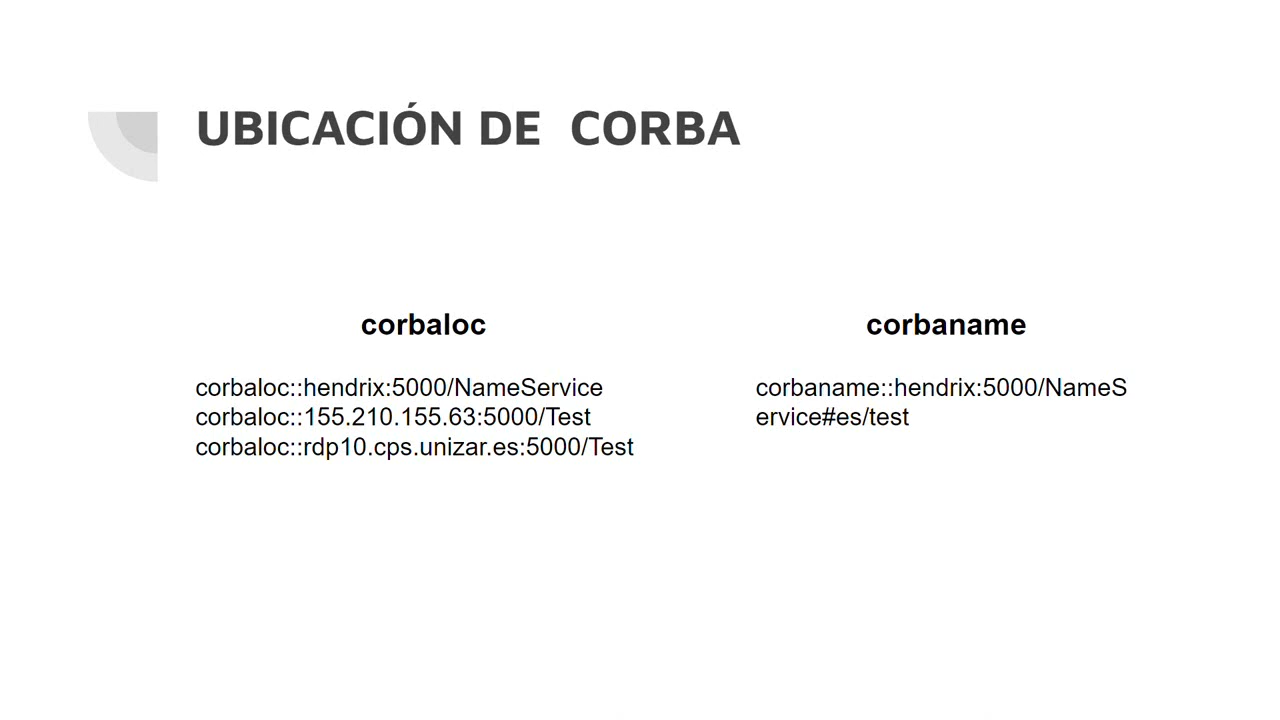 UBICACIÓN DE  CORBA
corbaloc
corbaloc::hendrix:5000/NameService
corbaloc::155.210.155.63:5000/Test
corbaloc::rdp10.cps.unizar.es:5000/Test
corbaname
corbaname::hendrix:5000/NameS
ervice#es/test